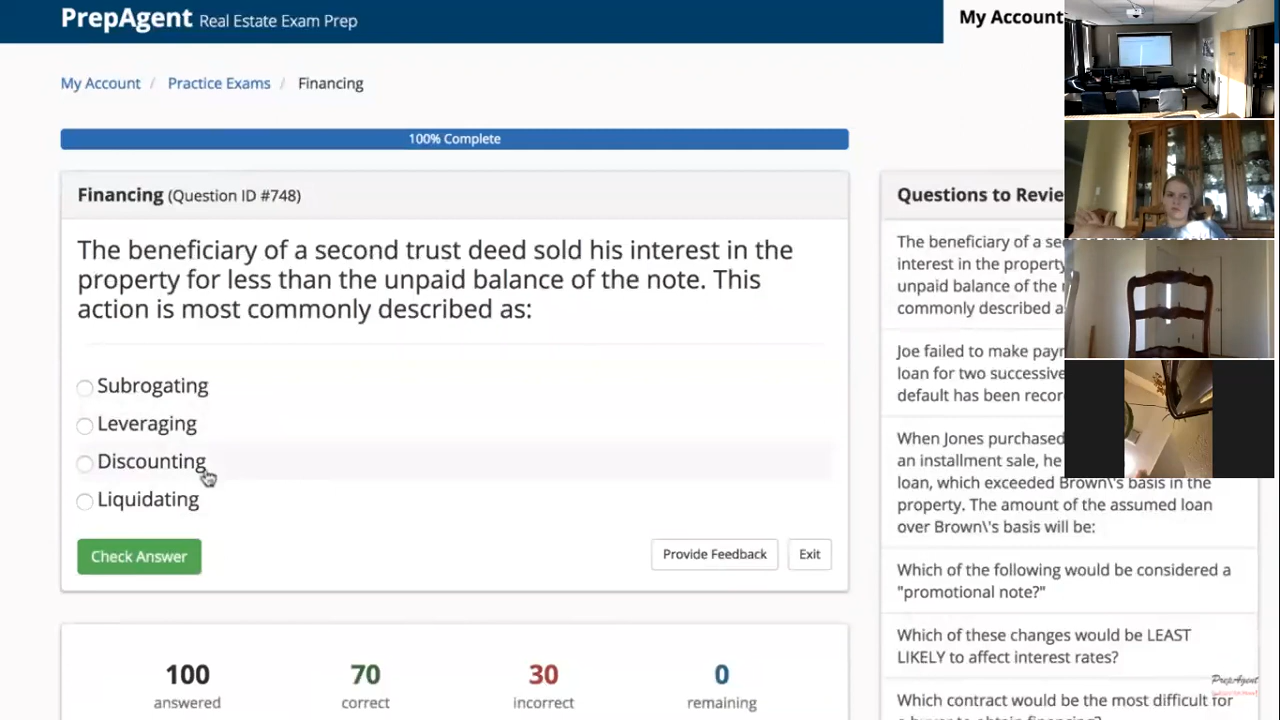 PrepAgent Real Estate Exam Prep
My Account
My Account / Practice Exams / Financing
100% Complete
Financing (Question ID #748)
The beneficiary of a second trust deed sold his interest in the
property for less than the unpaid balance of the note. This
action is most commonly described as:
Subrogating
Leveraging
Discounting
Liquidating
Check Answer
Provide Feedback
Exit
100
answered
70
correct
30
incorrect
0
remaining
Questions to Revie
The beneficiary of a se
interest in the property
unpaid balance of the
commonly described a
Joe failed to make payr
loan for two successive
default has been recor
When Jones purchased
an installment sale, he
loan, which exceeded Brown\'s basis in the
property. The amount of the assumed loan
over Brown\'s basis will be:
Which of the following would be considered a
"promotional note?"
Which of these changes would be LEAST
LIKELY to affect interest rates?
PrepAgent
Which contract would be the most difficult for
a buyer to obtain financing?